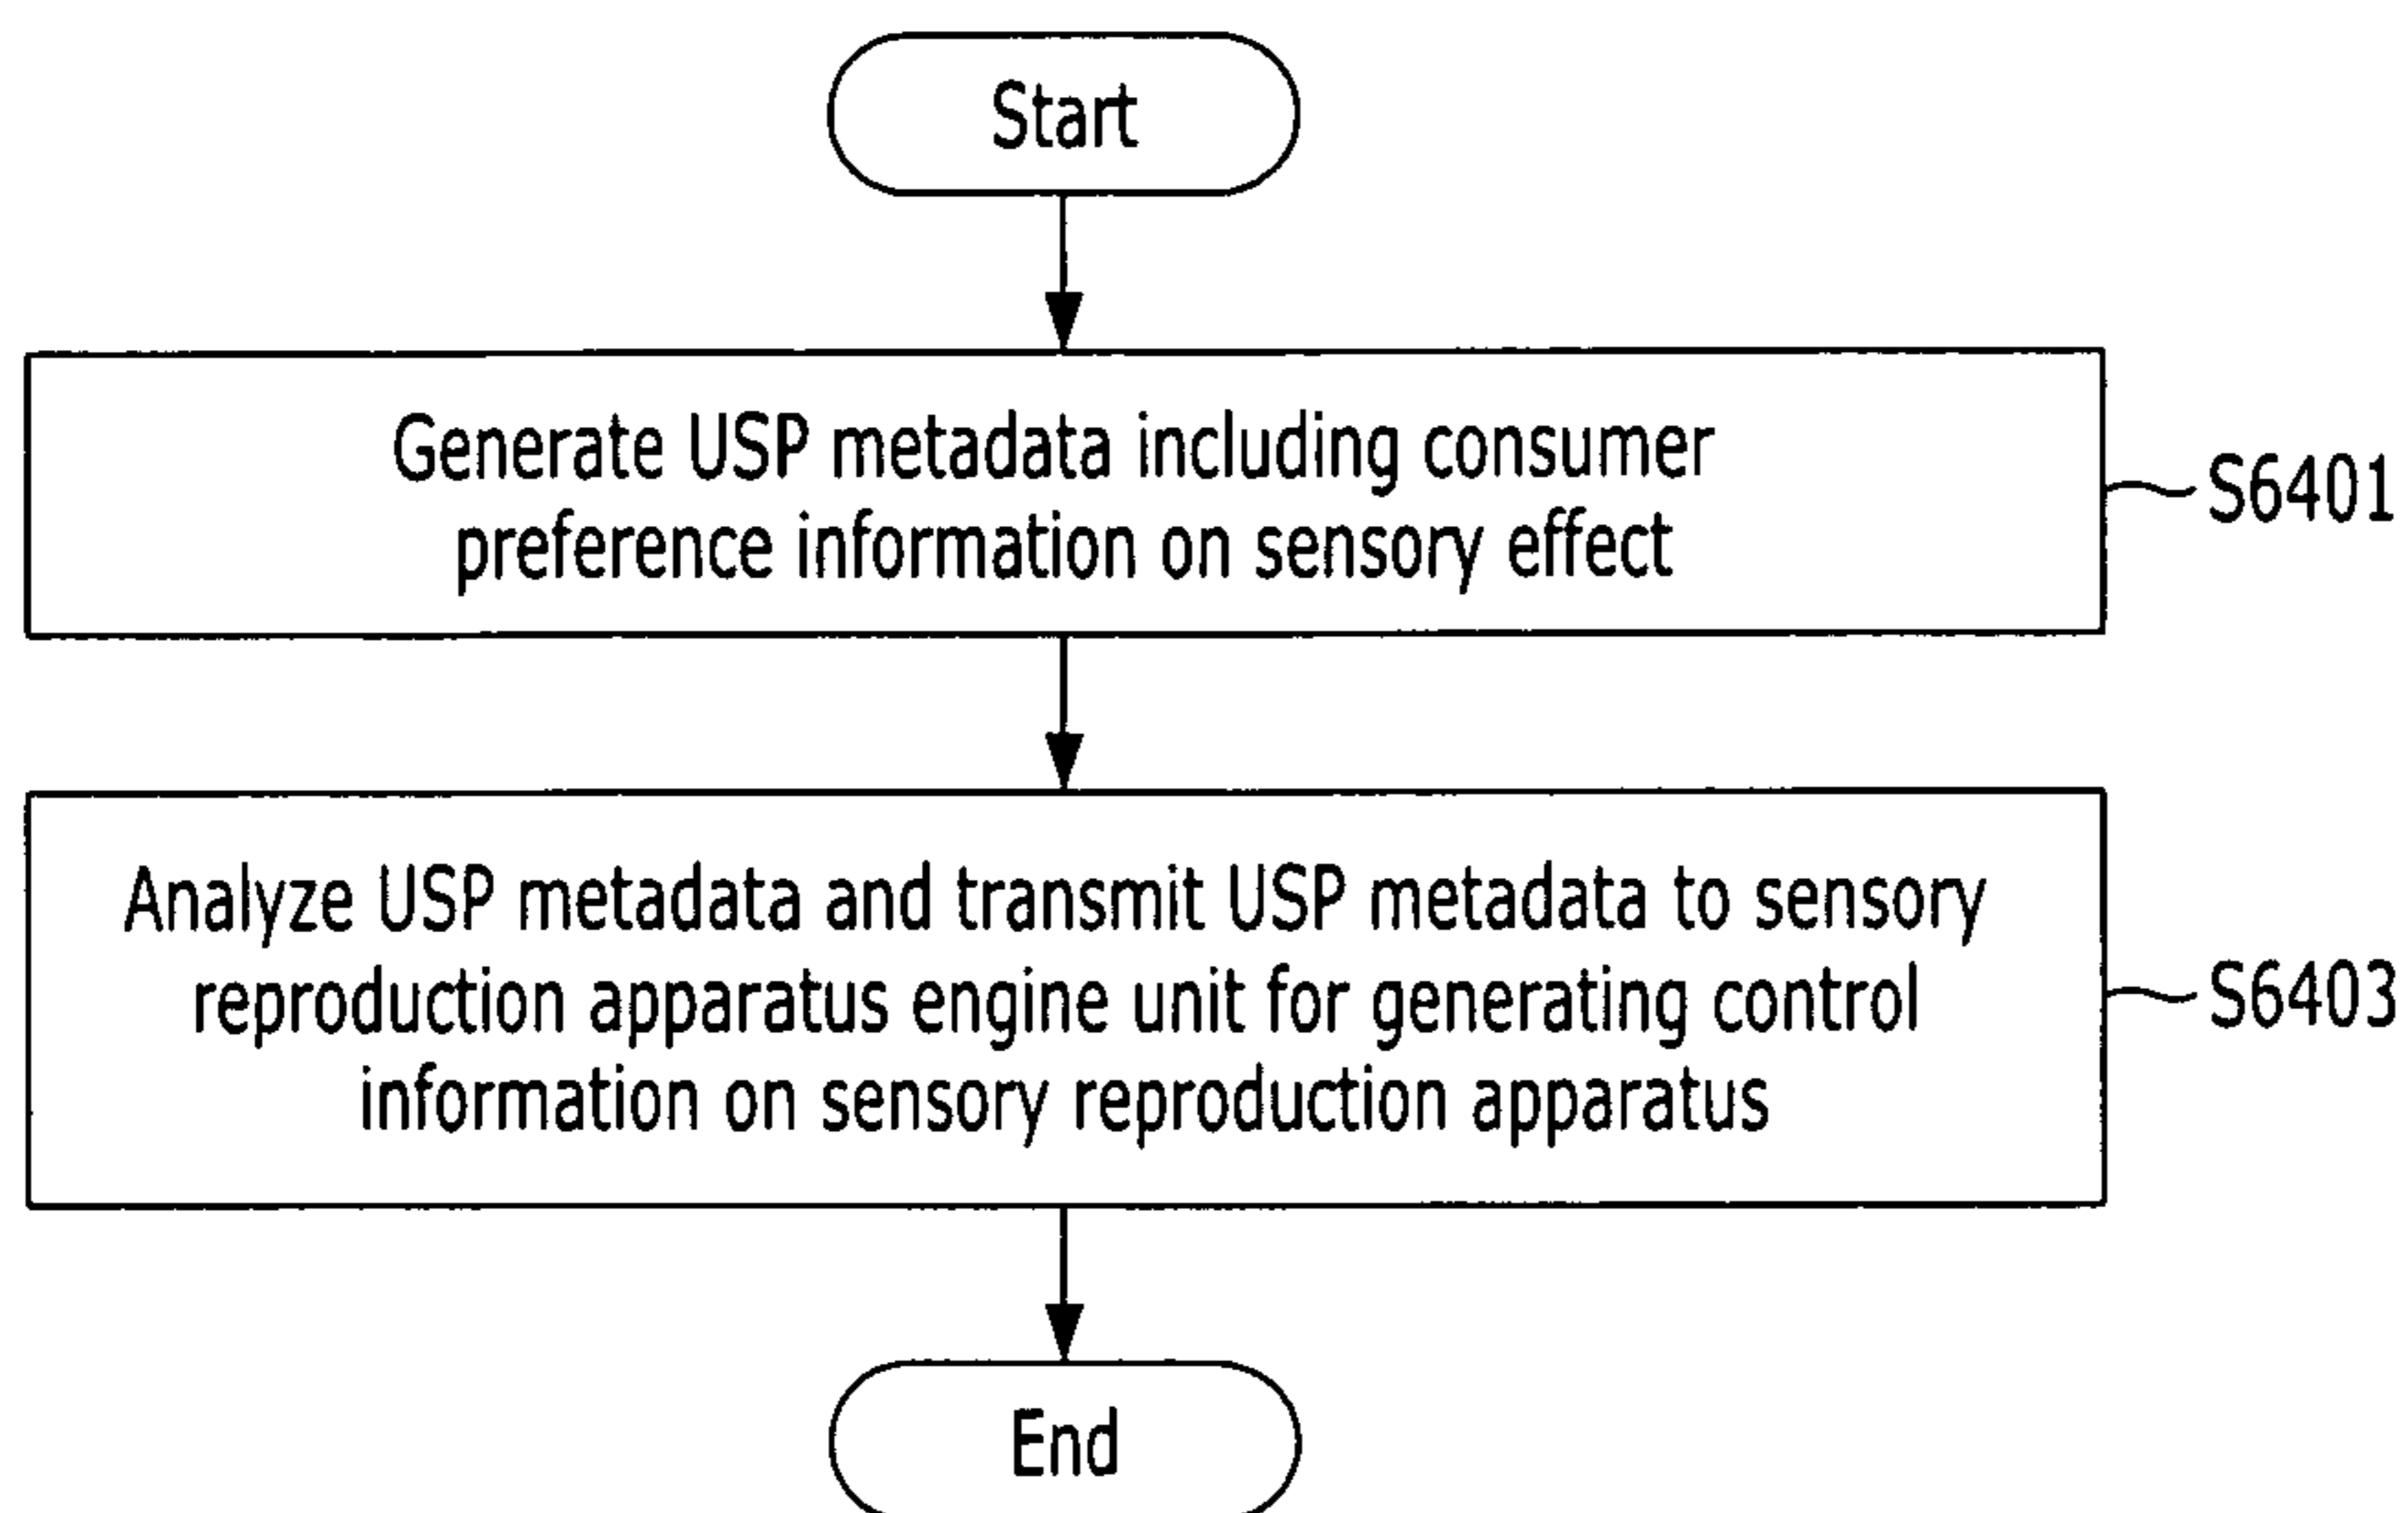 Start
Generate USP metadata including consumer
preference information on sensory effect
S6401
Analyze USP metadata and transmit USP metadata to sensory
reproduction apparatus engine unit for generating control
information on sensory reproduction apparatus
S6403
End